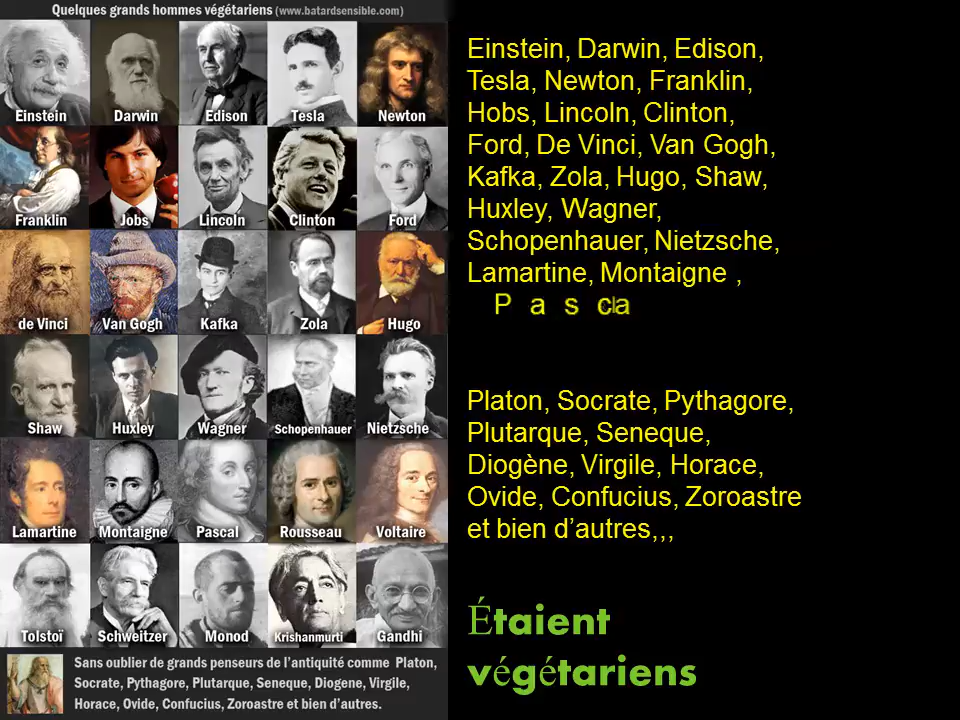 Quelques grands hommes végétariens (www.batardsensible.com)
Einstein Darwin Edison Tesla Newton
Franklin Jobs Lincoln Clinton Ford
de Vinci Van Gogh Kafka Zola Hugo
Shaw Huxley Wagner Schopenhauer Nietzsche
Lamartine Montaigne Pascal Rousseau Voltaire
Tolstoï Schweitzer Monod Krishanmurti Gandhi
Sans oublier de grands penseurs de l'antiquité comme Platon,
Socrate, Pythagore, Plutarque, Seneque, Diogene, Virgile,
Horace, Ovide, Confucius, Zoroastre et bien d'autres.
Einstein, Darwin, Edison,
Tesla, Newton, Franklin,
Hobs, Lincoln, Clinton,
Ford, De Vinci, Van Gogh,
Kafka, Zola, Hugo, Shaw,
Huxley, Wagner,
Schopenhauer, Nietzsche,
Lamartine, Montaigne ,
Platon, Socrate, Pythagore,
Plutarque, Seneque,
Diogène, Virgile, Horace,
Ovide, Confucius, Zoroastre
et bien d'autres,,,
Étaient
végétariens